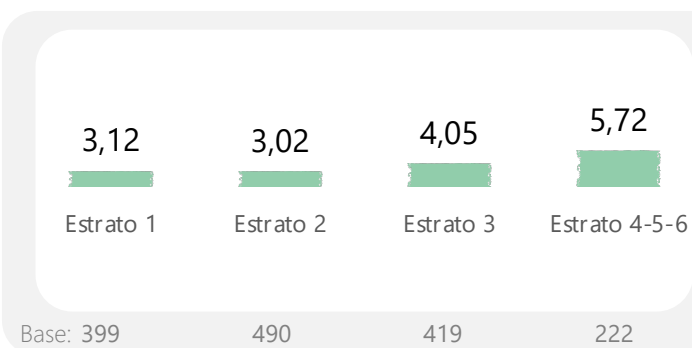 3,12 3,02 4,05 5,72
Estrato 1 Estrato 2 Estrato 3 Estrato 4-5-6
Base: 399 490 419 222